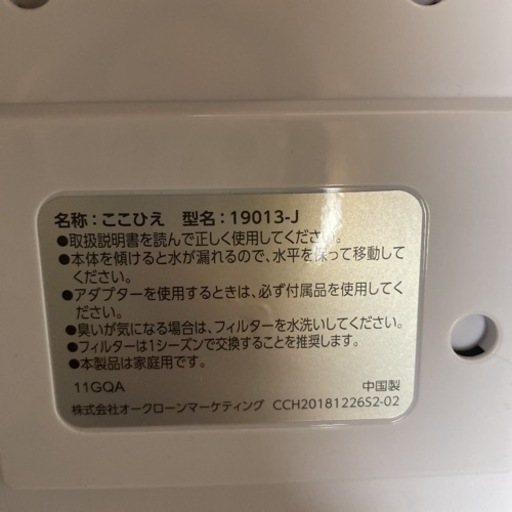 名称：ここひえ　型名：19013-J
●取扱説明書を読んで正しく使用してください。
●本体を傾けると水が漏れるので、水平を保って移動して
ください。
●アダプターを使用するときは、必ず付属品を使用してく
ださい。
●臭いが気になる場合は、フィルターを水洗いしてください。
●フィルターは1シーズンで交換することを推奨します。
●本製品は家庭用です。
11GQA　中国製
株式会社オークローンマーケティング　CCH20181226S2-02